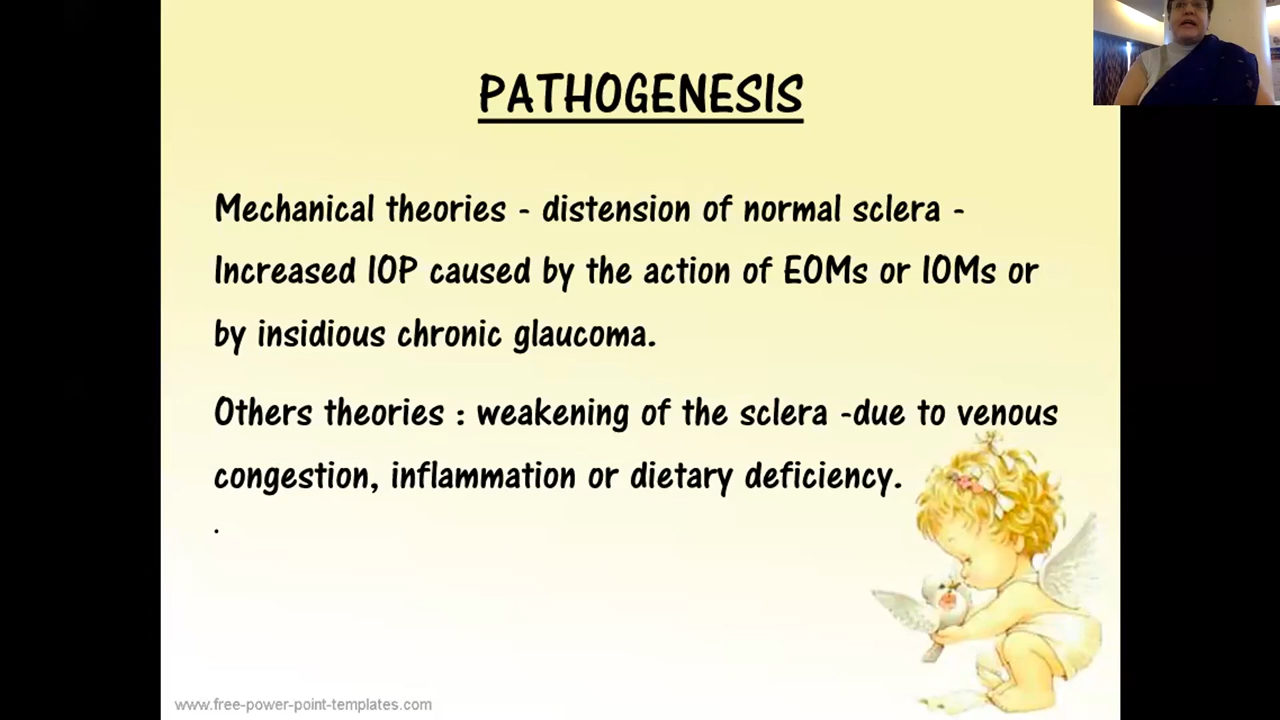 PATHOGENESIS
Mechanical theories - distension of normal sclera -
Increased IOP caused by the action of EOMs or IOMs or
by insidious chronic glaucoma.
Others theories : weakening of the sclera -due to venous
congestion, inflammation or dietary deficiency.
.
www.free-power-point-templates.com